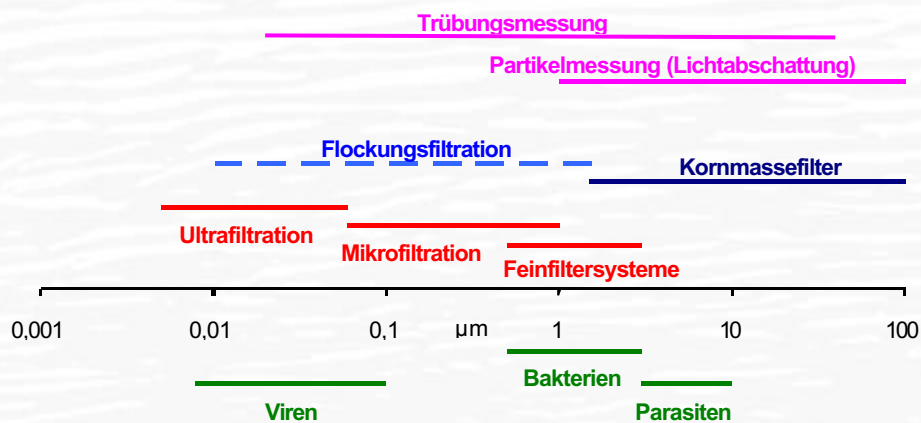 Trübungsmessung
Partikelmessung (Lichtabschattung)
Flockungsfiltration
Kornmassefilter
Ultrafiltration
Mikrofiltration
Feinfiltersysteme
0,001 0,01 0,1 µm 1 10 100
Bakterien
Viren Parasiten